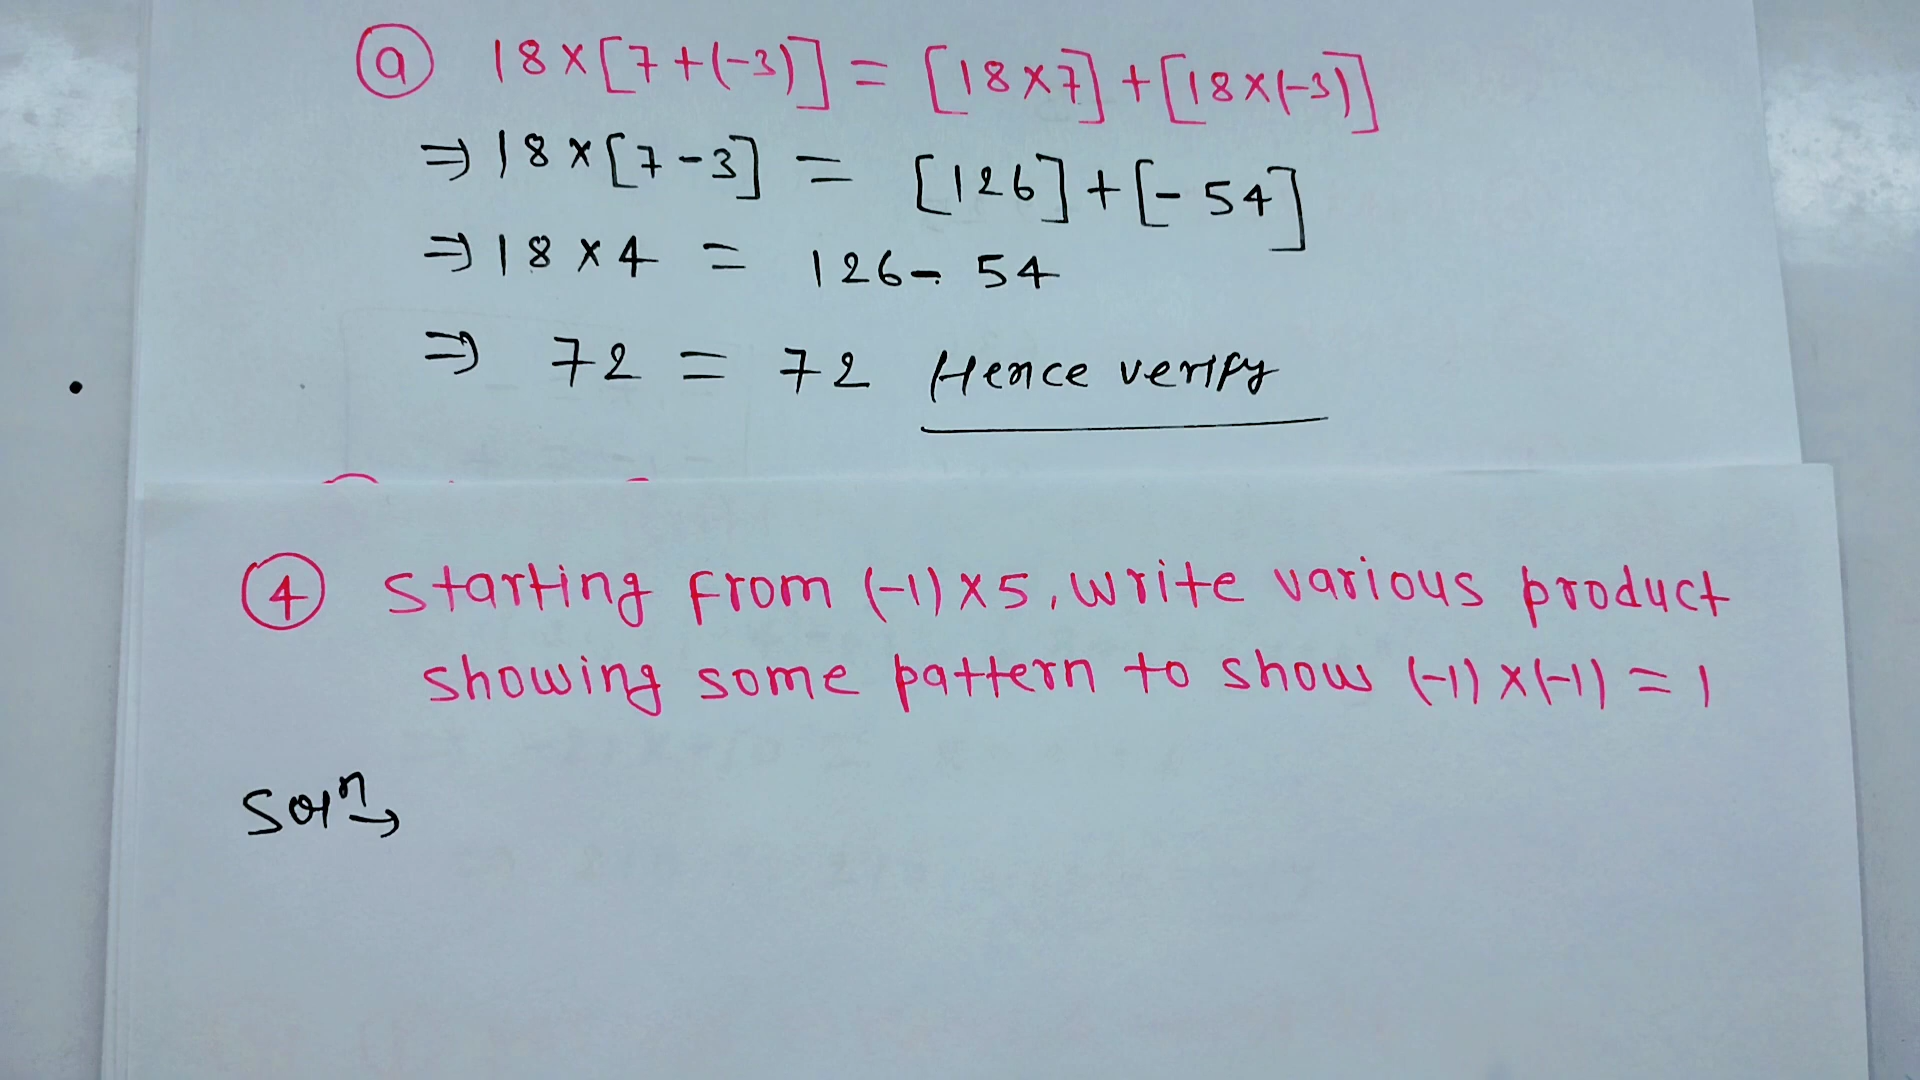 (a) 18×[7+(-3)] = [18×7]+[18×(-3)]
⇒ 18×[7-3] = [126]+[-54]
⇒ 18×4 = 126-54
⇒ 72 = 72 Hence verify
(4) Starting from (-1)×5, write various product
showing some pattern to show (-1)×(-1)=1
Solⁿ→